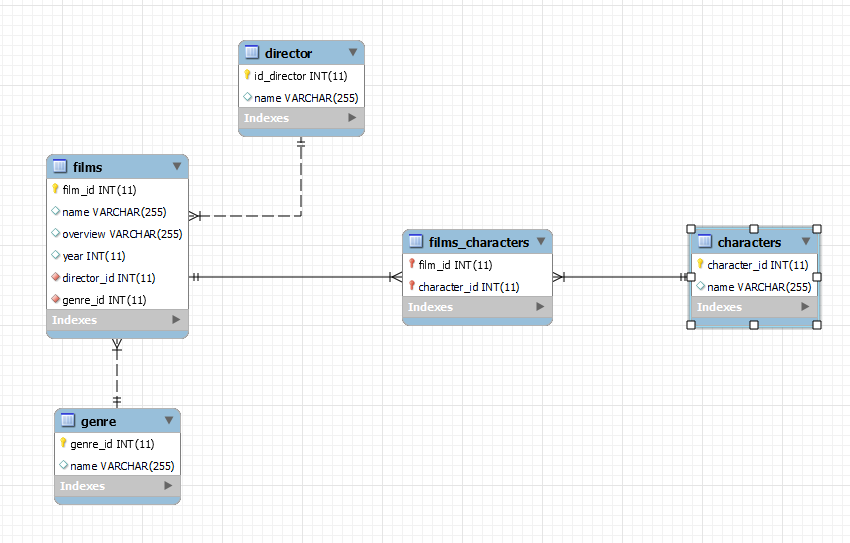 director
id_director INT(11)
name VARCHAR(255)
Indexes
films
film_id INT(11)
name VARCHAR(255)
overview VARCHAR(255)
year INT(11)
director_id INT(11)
genre_id INT(11)
Indexes
films_characters
film_id INT(11)
character_id INT(11)
Indexes
characters
character_id INT(11)
name VARCHAR(255)
Indexes
genre
genre_id INT(11)
name VARCHAR(255)
Indexes